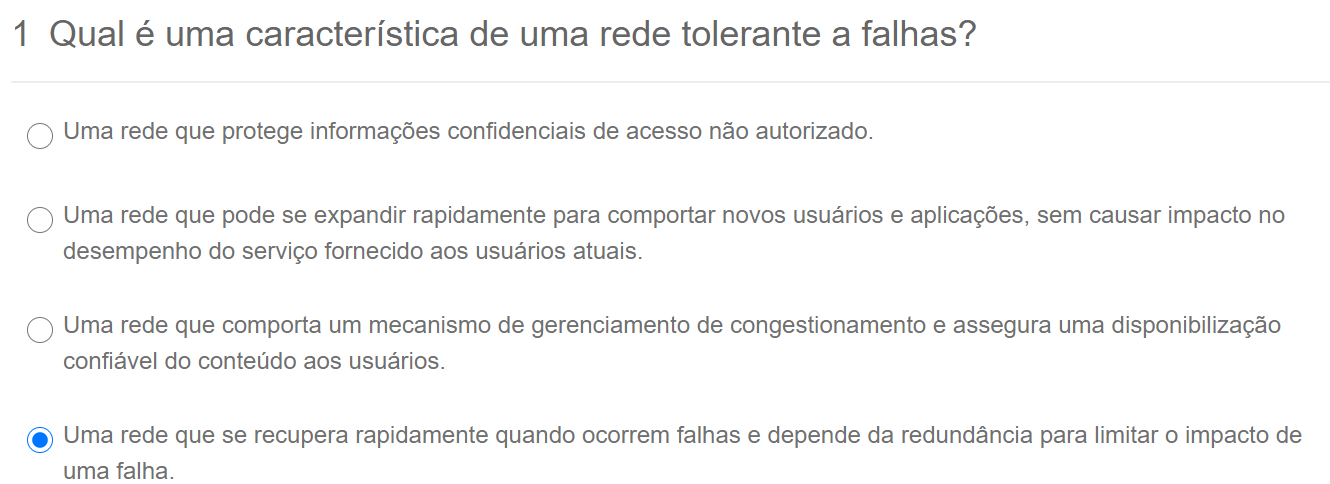 1 Qual é uma característica de uma rede tolerante a falhas?
Uma rede que protege informações confidenciais de acesso não autorizado.
Uma rede que pode se expandir rapidamente para comportar novos usuários e aplicações, sem causar impacto no
desempenho do serviço fornecido aos usuários atuais.
Uma rede que comporta um mecanismo de gerenciamento de congestionamento e assegura uma disponibilização
confiável do conteúdo aos usuários.
Uma rede que se recupera rapidamente quando ocorrem falhas e depende da redundância para limitar o impacto de
uma falha.